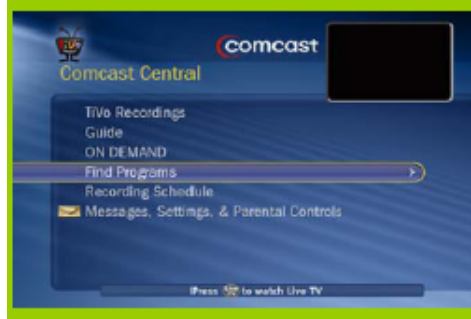 TiVo
comcast
Comcast Central
TiVo Recordings
Guide
ON DEMAND
Find Programs
Recording Schedule
Messages, Settings, & Parental Controls
Press to watch Live TV